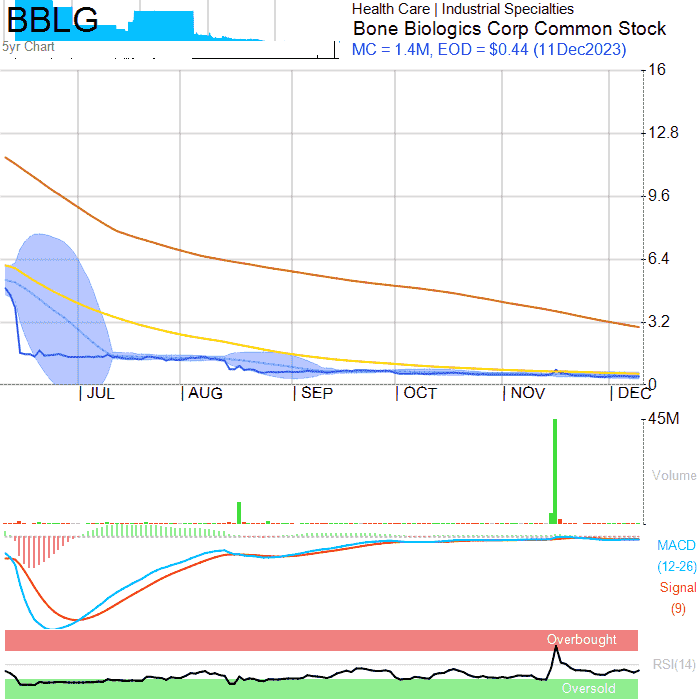 BBLG
5yr Chart
Health Care | Industrial Specialties
Bone Biologics Corp Common Stock
MC = 1.4M, EOD = $0.44 (11Dec2023)
16
12.8
9.6
6.4
3.2
0
JUL
AUG
SEP
OCT
NOV
DEC
45M
Volume
MACD
(12-26)
Signal
(9)
Overbought
RSI(14)
Oversold